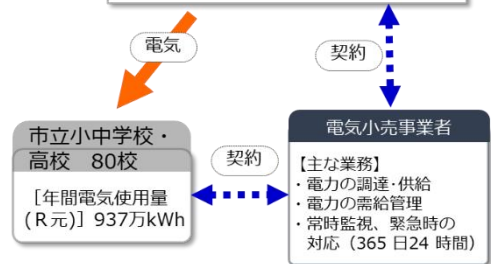 電気
契約
市立小中学校・
高校 80校
[年間電気使用量
(R元)] 937万kWh
契約
電気小売事業者
【主な業務】
・電力の調達・供給
・電力の需給管理
・常時監視、緊急時の
対応（365 日24 時間）